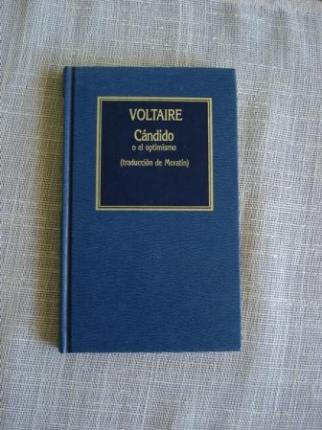 VOLTAIRE
Cándido
o el optimismo
(traducción de Moratín)